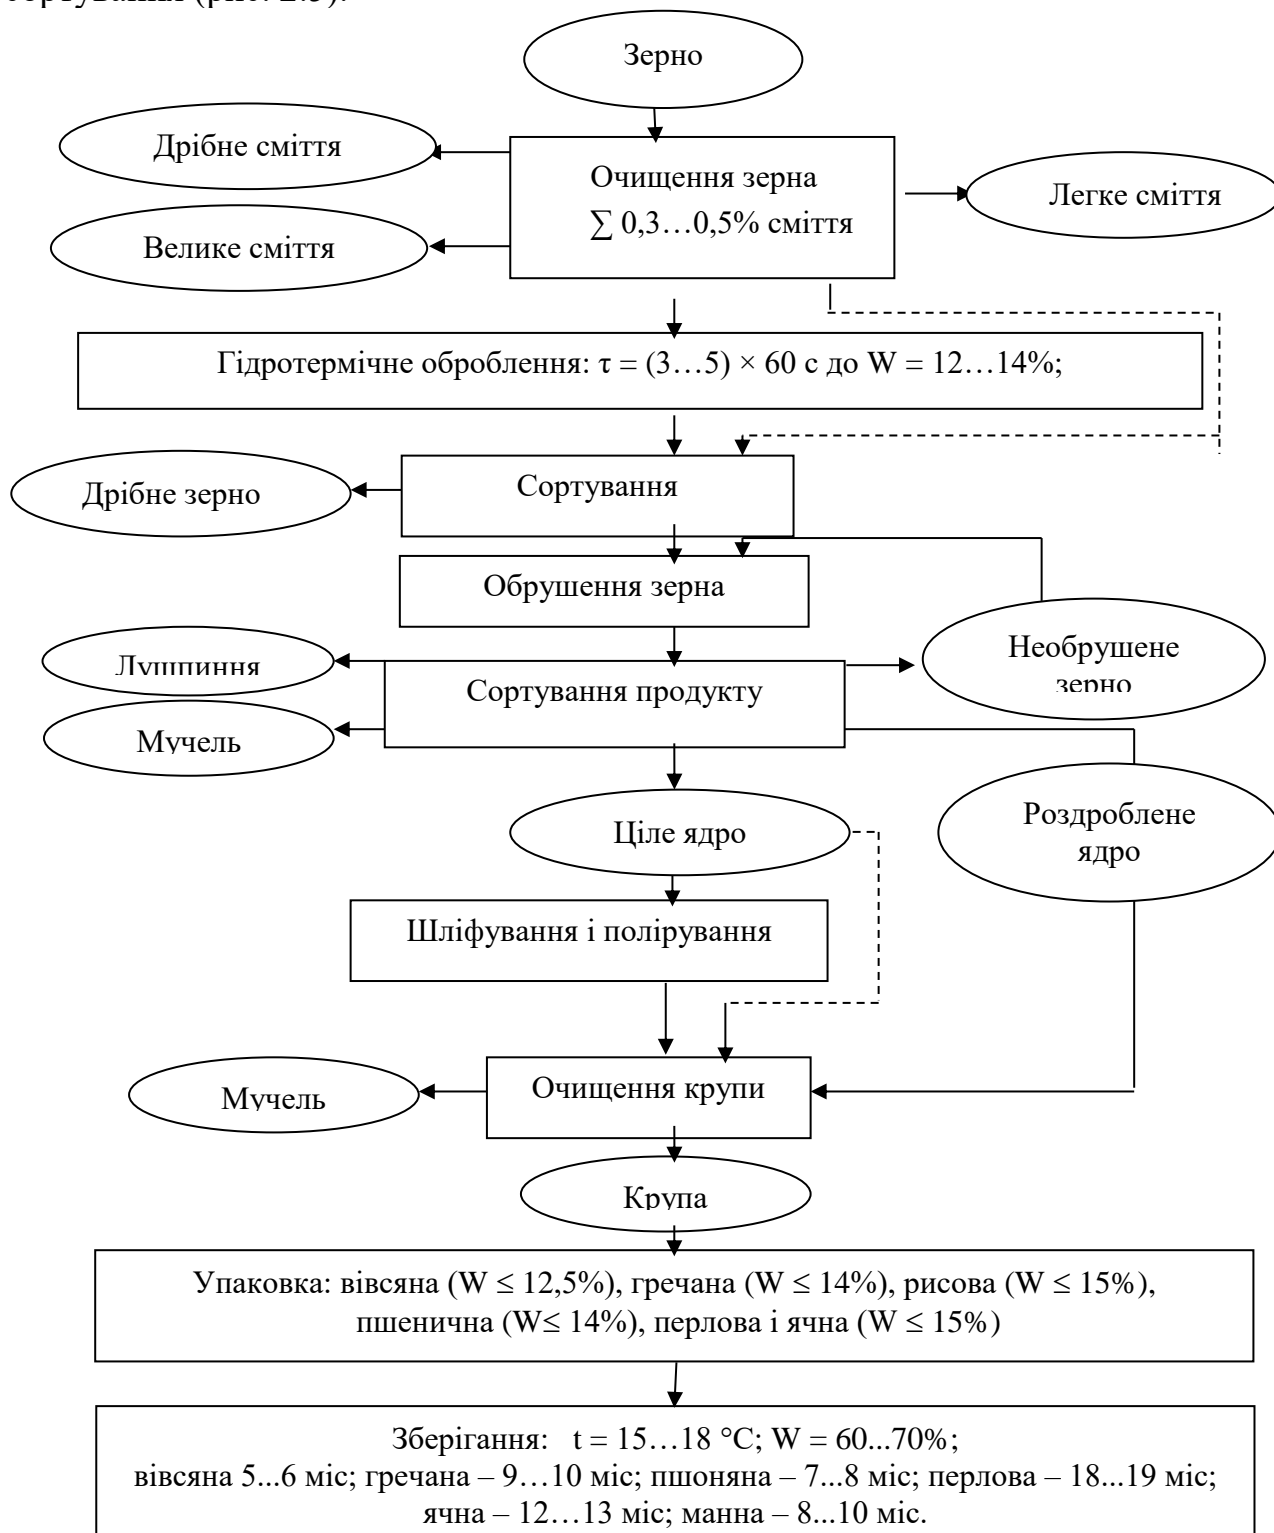 Зерно
Дрібне сміття
Очищення зерна
∑ 0,3…0,5% сміття
Легке сміття
Велике сміття
Гідротермічне оброблення: τ = (3…5) × 60 с до W = 12…14%;
Сортування
Дрібне зерно
Обрушення зерна
Необрушене
зерно
Лушпиння
Сортування продукту
Мучель
Роздроблене
ядро
Ціле ядро
Шліфування і полірування
Очищення крупи
Мучель
Крупа
Упаковка: вівсяна (W ≤ 12,5%), гречана (W ≤ 14%), рисова (W ≤ 15%),
пшенична (W≤ 14%), перлова і ячна (W ≤ 15%)
Зберігання: t = 15…18 °С; W = 60...70%;
вівсяна 5...6 міс; гречана – 9…10 міс; пшоняна – 7...8 міс; перлова – 18...19 міс;
ячна – 12…13 міс; манна – 8...10 міс.